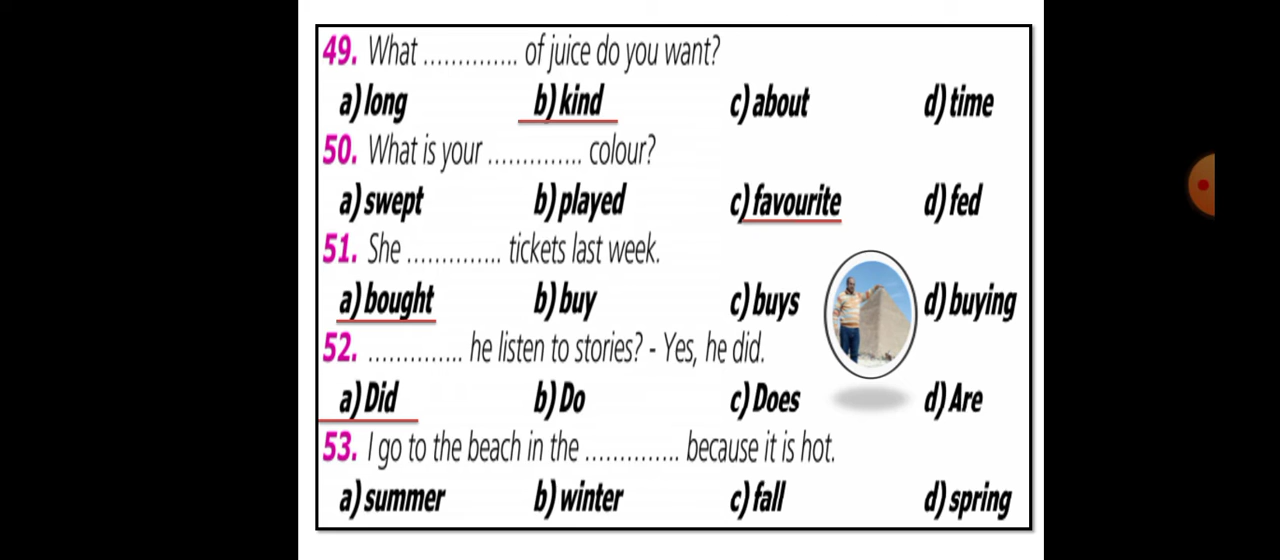 49. What .............. of juice do you want?
a) long b) kind c) about d) time
50. What is your .............. colour?
a) swept b) played c) favourite d) fed
51. She .............. tickets last week.
a) bought b) buy c) buys d) buying
52. .............. he listen to stories? - Yes, he did.
a) Did b) Do c) Does d) Are
53. I go to the beach in the .............. because it is hot.
a) summer b) winter c) fall d) spring